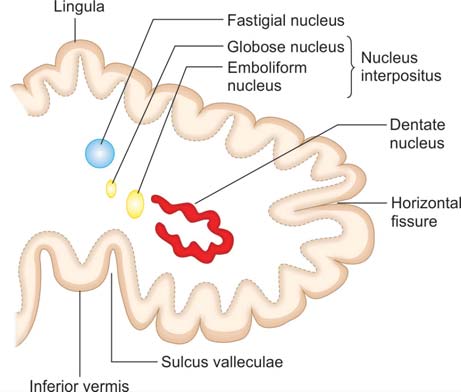 Lingula
Fastigial nucleus
Globose nucleus
Emboliform
nucleus
Nucleus
interpositus
Dentate
nucleus
Horizontal
fissure
Sulcus valleculae
Inferior vermis